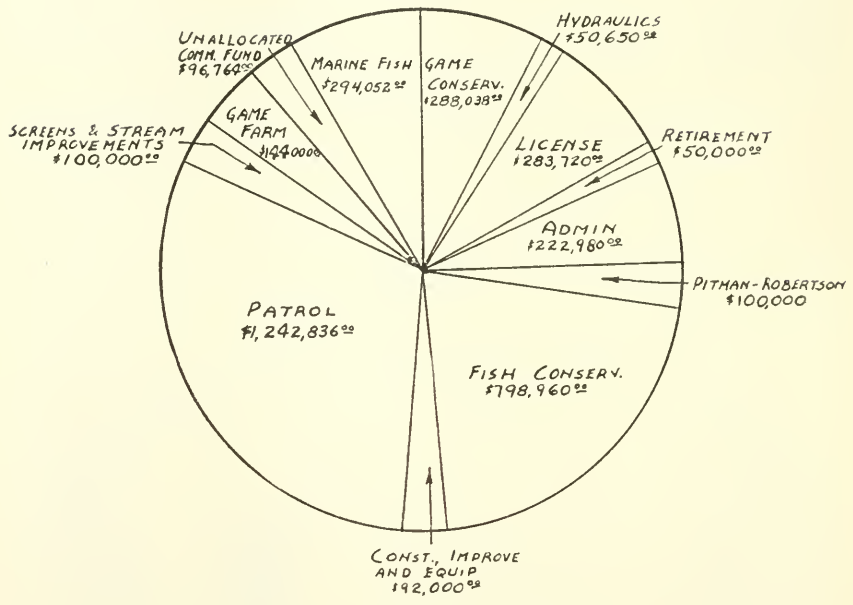 HYDRAULICS
$50,650.00
UNALLOCATED
COMM. FUND
$96,764.00
MARINE FISH
$294,052.00
GAME
CONSERV.
$288,038.00
GAME
FARM
$144000.00
SCREENS & STREAM
IMPROVEMENTS
$100,000.00
LICENSE
$283,720.00
RETIREMENT
$50,000.00
ADMIN
$222,980.00
PITMAN-ROBERTSON
$100,000
PATROL
$1,242,836.00
FISH CONSERV.
$798,960.00
CONST., IMPROVE
AND EQUIP
$92,000.00